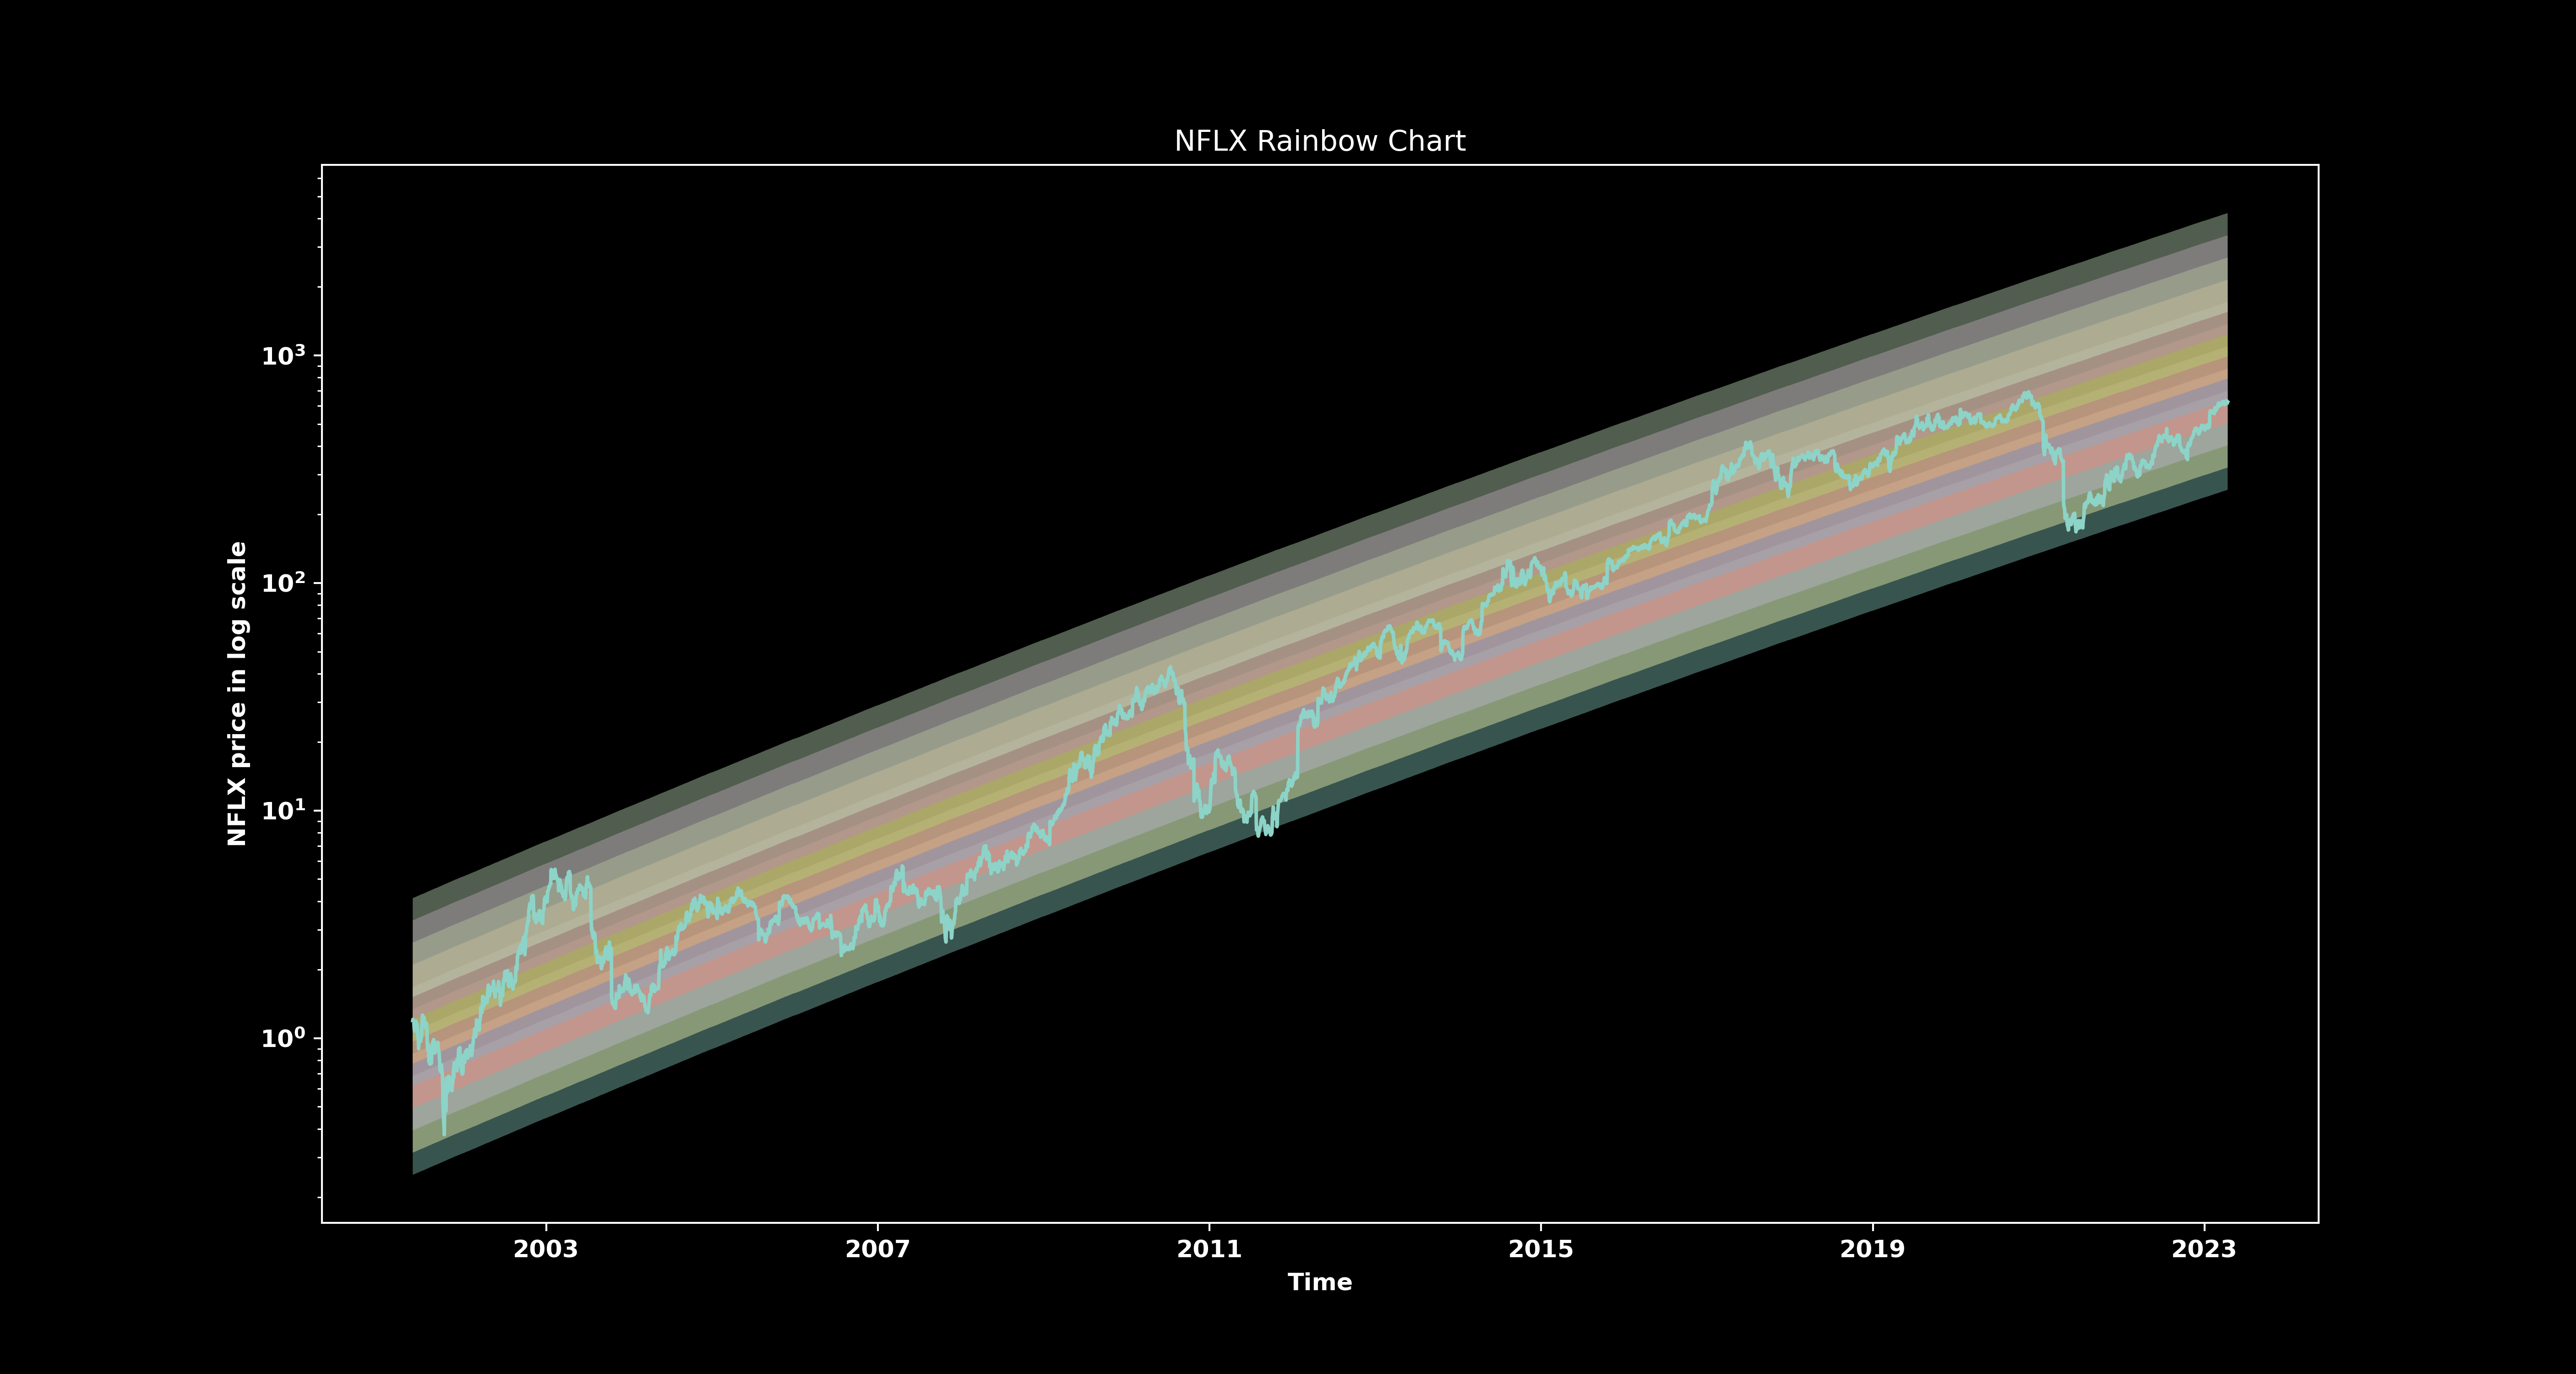 NFLX Rainbow Chart
NFLX price in log scale
10³
10²
10¹
10⁰
2003 2007 2011 2015 2019 2023
Time